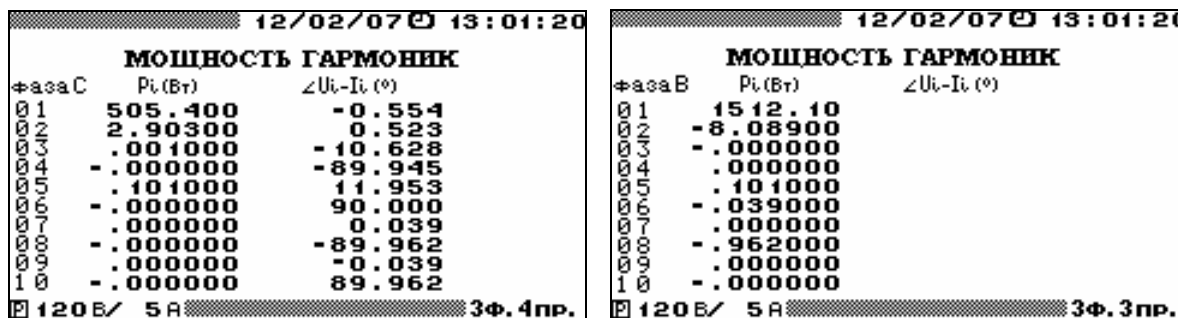 12/02/07 13:01:20
МОЩНОСТЬ ГАРМОНИК
фаза C Pi (Вт) ∠Ui-Ii (º)
01 505.400 -0.554
02 2.90300 0.523
03 .001000 -10.628
04 -.000000 -89.945
05 .101000 11.953
06 -.000000 90.000
07 .000000 0.039
08 -.000000 -89.962
09 .000000 -0.039
10 -.000000 89.962
P 120В/ 5А 3ф.4пр.
12/02/07 13:01:20
МОЩНОСТЬ ГАРМОНИК
фаза B Pi (Вт) ∠Ui-Ii (º)
01 1512.10
02 -8.08900
03 -.000000
04 .000000
05 .101000
06 -.039000
07 .000000
08 -.962000
09 .000000
10 -.000000
P 120В/ 5А 3ф.3пр.